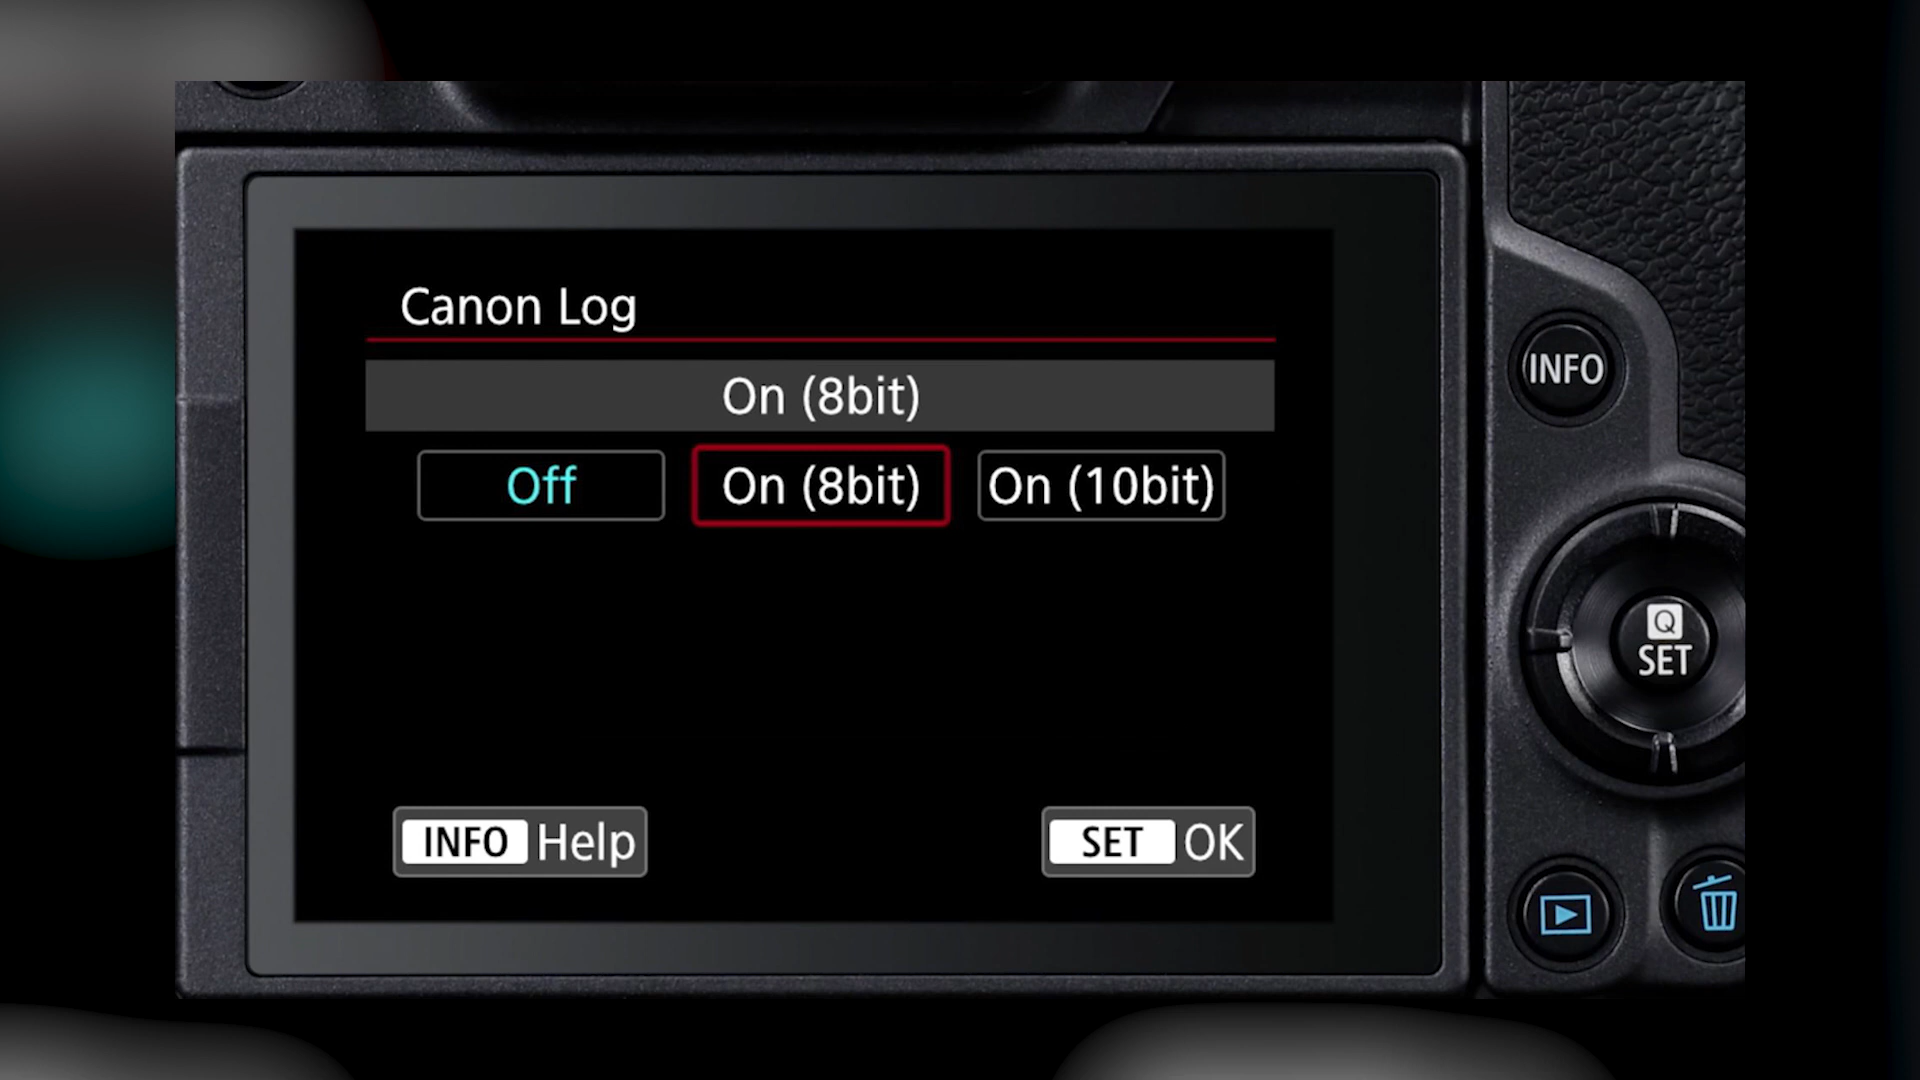 Canon Log
On (8bit)
Off On (8bit) On (10bit)
INFO Help SET OK
INFO
Q
SET